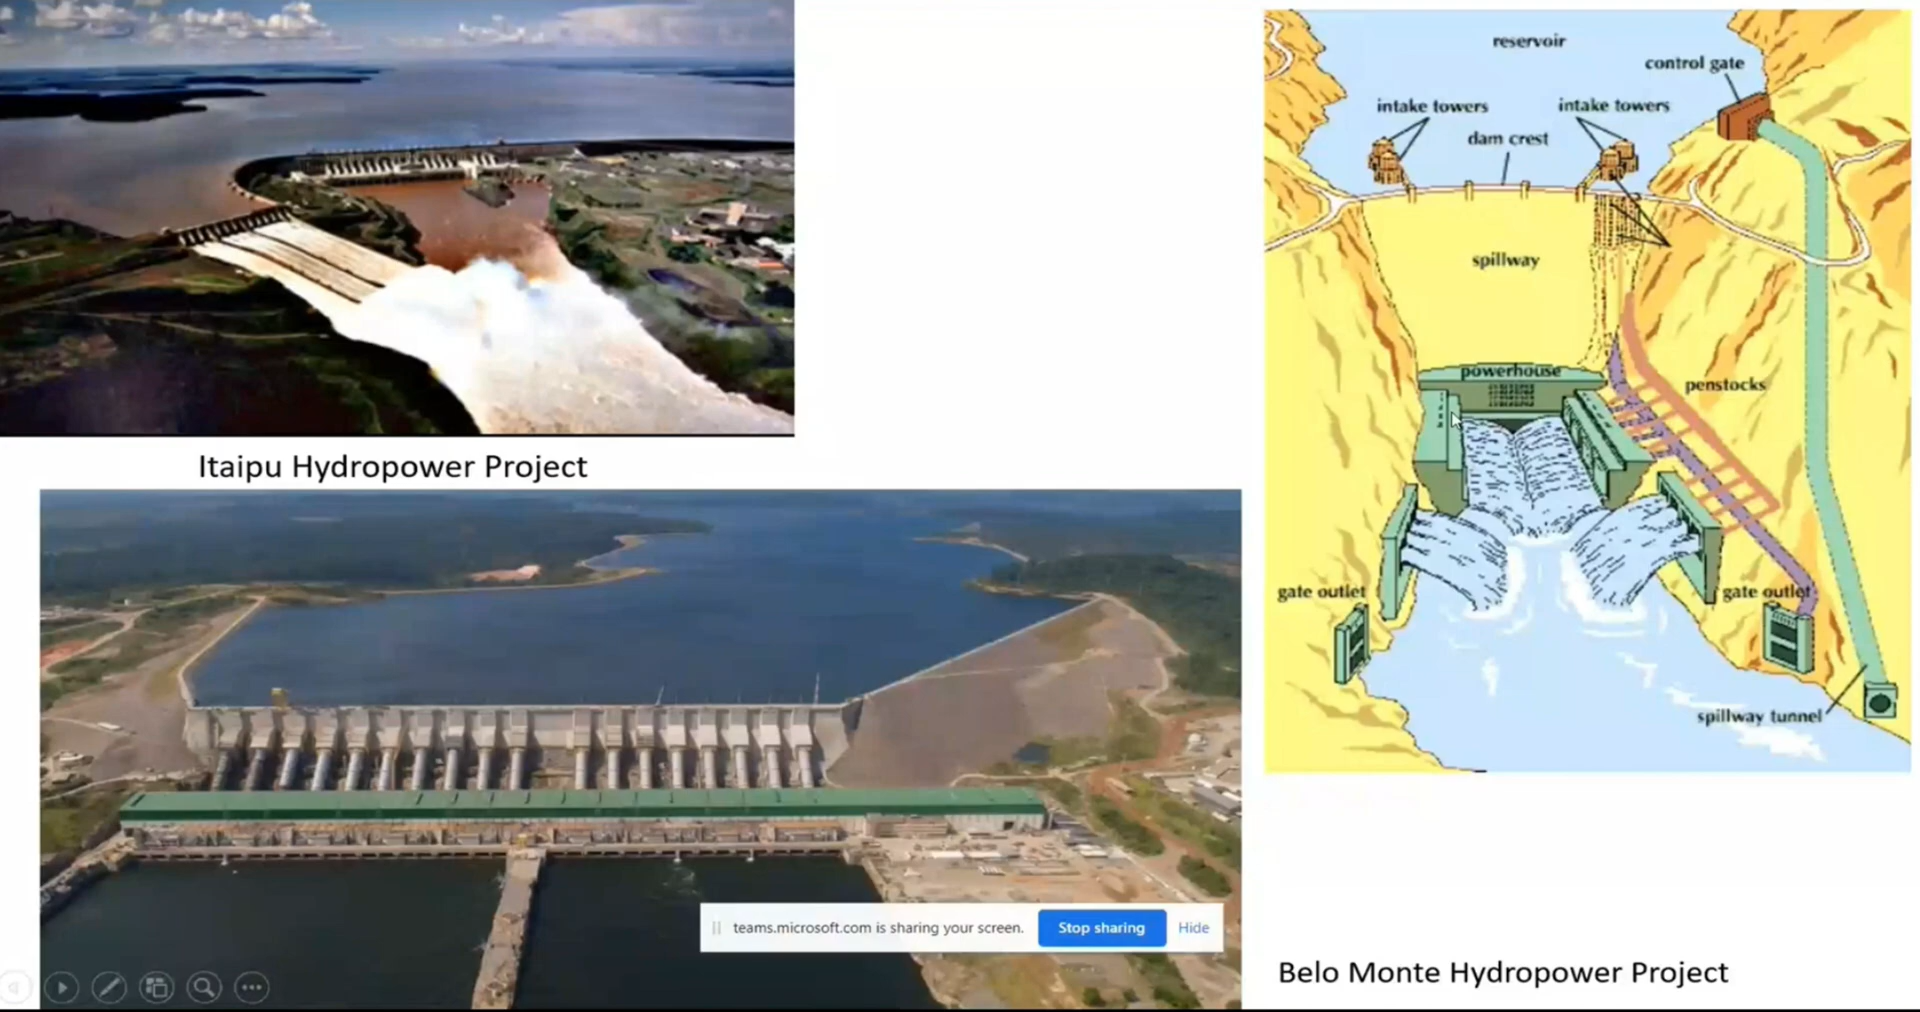 Itaipu Hydropower Project
reservoir
control gate
intake towers
intake towers
dam crest
spillway
powerhouse
penstocks
gate outlet
gate outlet
spillway tunnel
teams.microsoft.com is sharing your screen.
Stop sharing
Hide
Belo Monte Hydropower Project